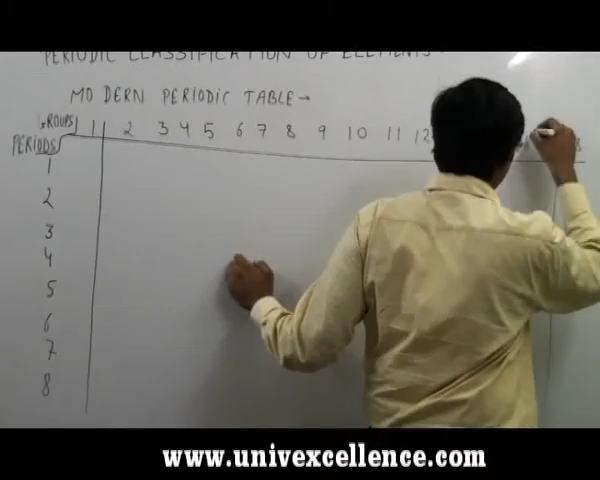 PERIODIC CLASSIFICATION OF ELEMENTS
MODERN PERIODIC TABLE →
GROUPS 1 2 3 4 5 6 7 8 9 10 11 12
PERIODS
1
2
3
4
5
6
7
8
www.univexcellence.com